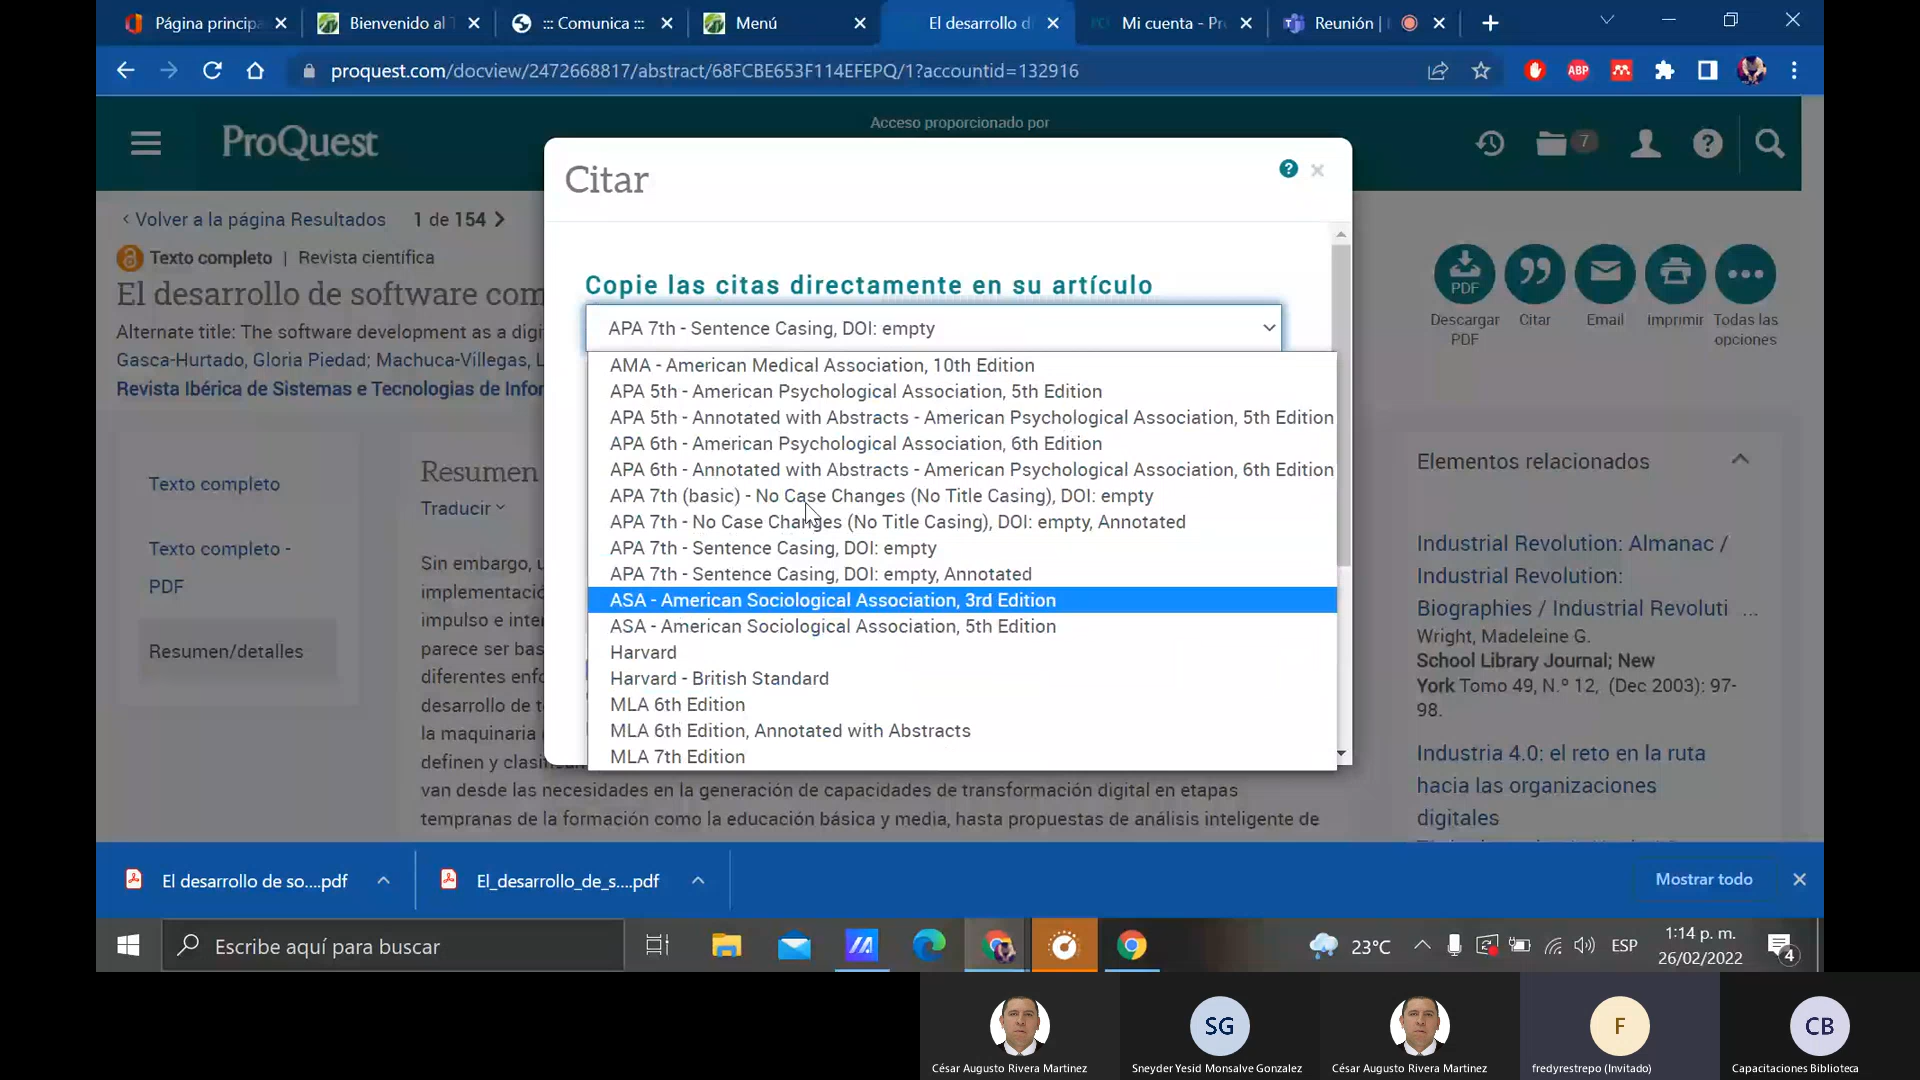 Página principa
Bienvenido al T
::: Comunica :::
Menú
El desarrollo d
Mi cuenta - Pr
Reunión |
proquest.com/docview/2472668817/abstract/68FCBE653F114EFEPQ/1?accountid=132916
ABP
ProQuest
Acceso proporcionado por
7
Volver a la página Resultados
1 de 154
Texto completo | Revista científica
El desarrollo de software com
Alternate title: The software development as a digi
Gasca-Hurtado, Gloria Piedad; Machuca-Villegas, L
Revista Ibérica de Sistemas e Tecnologias de Infor
PDF
Descargar
PDF
Citar
Email
Imprimir
Todas las
opciones
Texto completo
Texto completo -
PDF
Resumen/detalles
Resumen
Traducir
Sin embargo, u
implementació
impulso e inter
parece ser bas
diferentes enfo
desarrollo de t
la maquinaria
definen y clasif
van desde las necesidades en la generación de capacidades de transformación digital en etapas
tempranas de la formación como la educación básica y media, hasta propuestas de análisis inteligente de
Citar
?
×
Copie las citas directamente en su artículo
APA 7th - Sentence Casing, DOI: empty
AMA - American Medical Association, 10th Edition
APA 5th - American Psychological Association, 5th Edition
APA 5th - Annotated with Abstracts - American Psychological Association, 5th Edition
APA 6th - American Psychological Association, 6th Edition
APA 6th - Annotated with Abstracts - American Psychological Association, 6th Edition
APA 7th (basic) - No Case Changes (No Title Casing), DOI: empty
APA 7th - No Case Changes (No Title Casing), DOI: empty, Annotated
APA 7th - Sentence Casing, DOI: empty
APA 7th - Sentence Casing, DOI: empty, Annotated
ASA - American Sociological Association, 3rd Edition
ASA - American Sociological Association, 5th Edition
Harvard
Harvard - British Standard
MLA 6th Edition
MLA 6th Edition, Annotated with Abstracts
MLA 7th Edition
Elementos relacionados
Industrial Revolution: Almanac /
Industrial Revolution:
Biographies / Industrial Revoluti ...
Wright, Madeleine G.
School Library Journal; New
York Tomo 49, N.º 12, (Dec 2003): 97-
98.
Industria 4.0: el reto en la ruta
hacia las organizaciones
digitales
El desarrollo de so....pdf
El_desarrollo_de_s....pdf
Mostrar todo
Escribe aquí para buscar
23°C
ESP
1:14 p. m.
26/02/2022
4
SG
F
CB
César Augusto Rivera Martinez
Sneyder Yesid Monsalve Gonzalez
César Augusto Rivera Martinez
fredyrestrepo (Invitado)
Capacitaciones Biblioteca